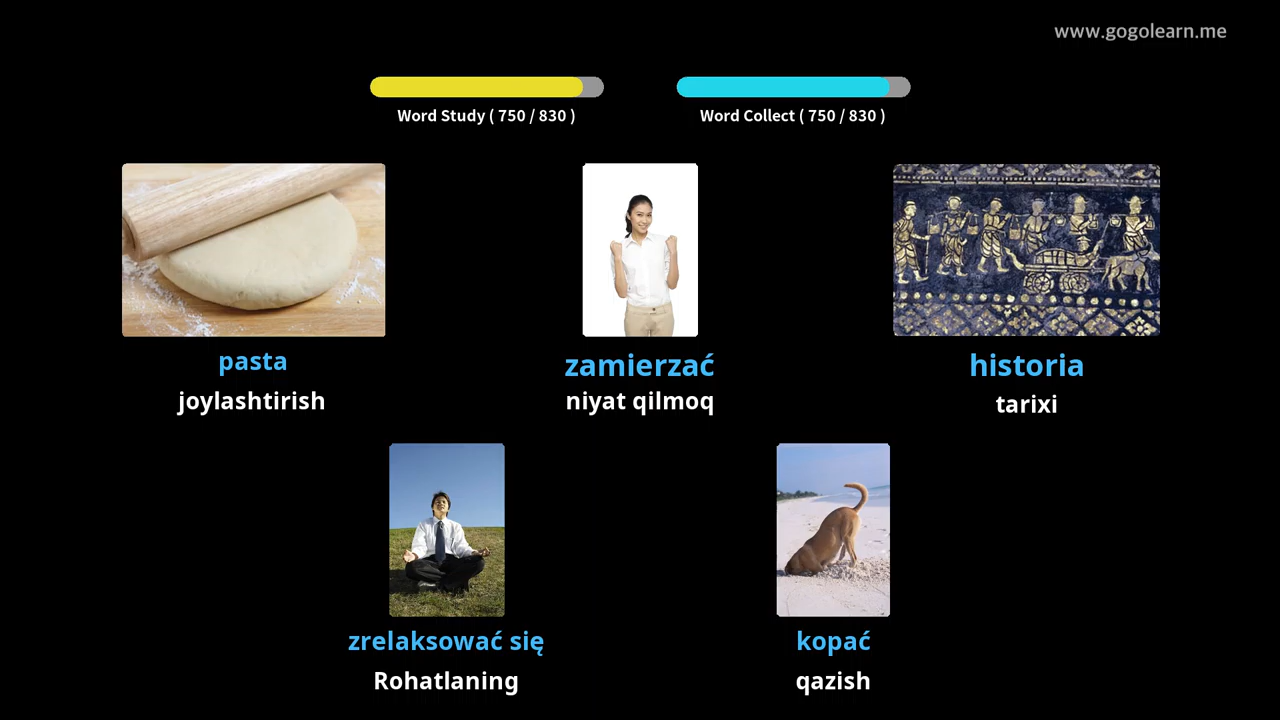 www.gogolearn.me
Word Study ( 750 / 830 )
Word Collect ( 750 / 830 )
pasta
joylashtirish
zamierzać
niyat qilmoq
historia
tarixi
zrelaksować się
Rohatlaning
kopać
qazish